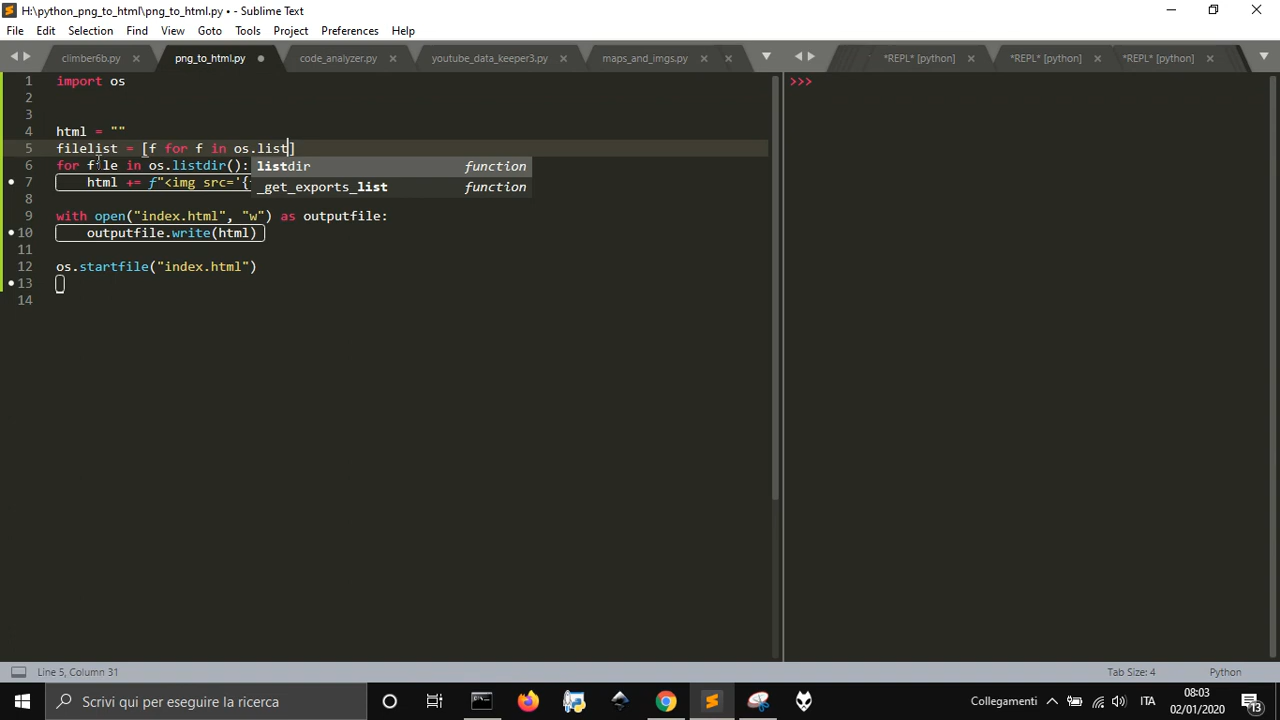 H:\python_png_to_html\png_to_html.py • - Sublime Text
File Edit Selection Find View Goto Tools Project Preferences Help
climber6b.py png_to_html.py code_analyzer.py youtube_data_keeper3.py maps_and_imgs.py *REPL* [python] *REPL* [python] *REPL* [python]
1 import os
>>>
2
3
4 html = ""
5 filelist = [f for f in os.list]
6 for file in os.listdir():
listdir function
7 html += f"<img src='{
_get_exports_list function
8
9 with open("index.html", "w") as outputfile:
10 outputfile.write(html)
11
12 os.startfile("index.html")
13
14
Line 5, Column 31 Tab Size: 4 Python
Scrivi qui per eseguire la ricerca Collegamenti ITA 08:03
02/01/2020 13